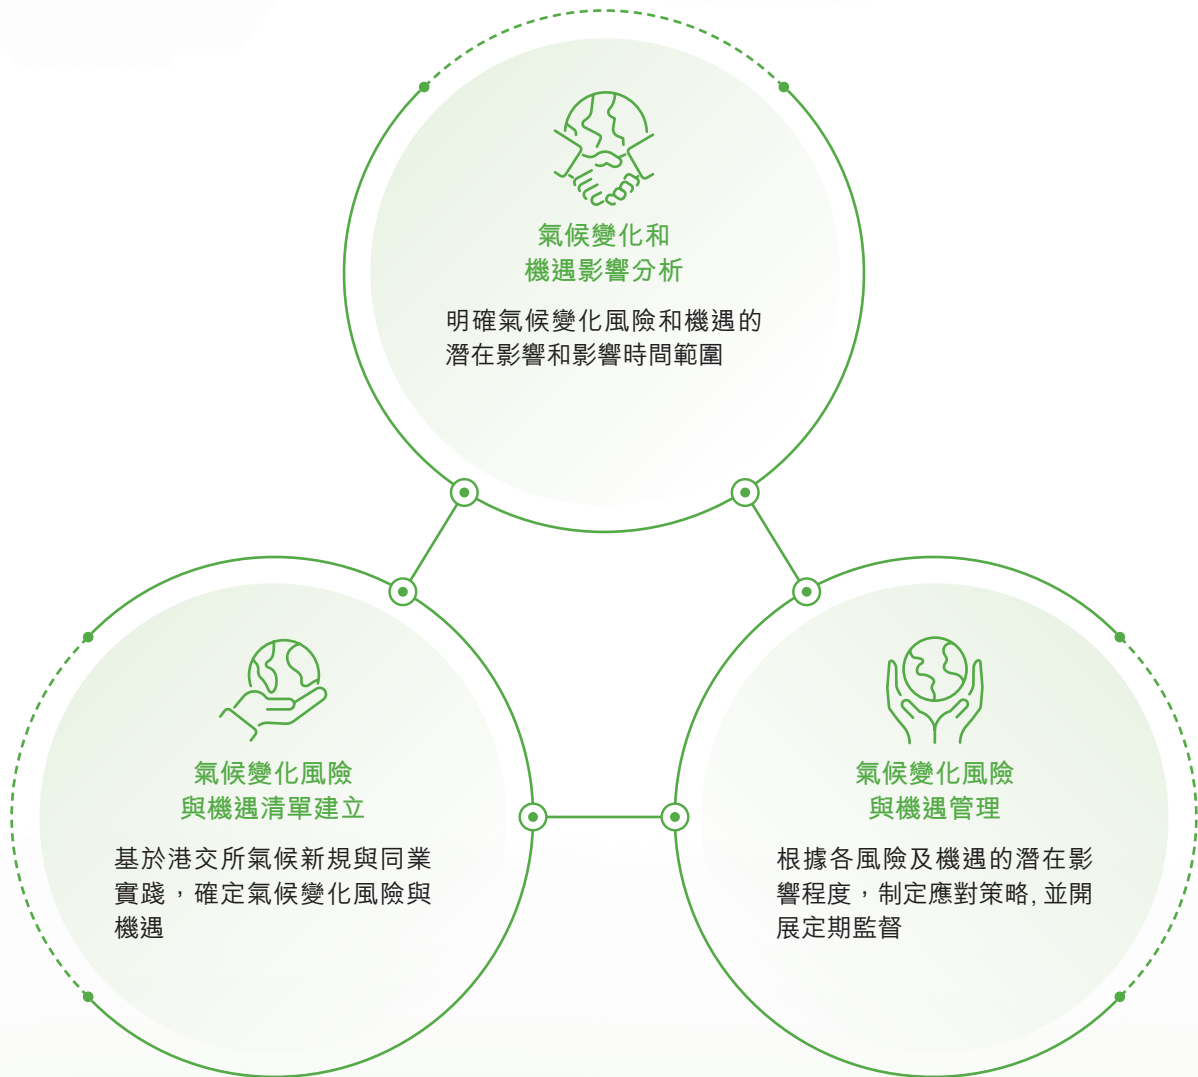 氣候變化和
機遇影響分析
明確氣候變化風險和機遇的
潛在影響和影響時間範圍
氣候變化風險
與機遇清單建立
基於港交所氣候新規與同業
實踐，確定氣候變化風險與
機遇
氣候變化風險
與機遇管理
根據各風險及機遇的潛在影
響程度，制定應對策略, 並開
展定期監督